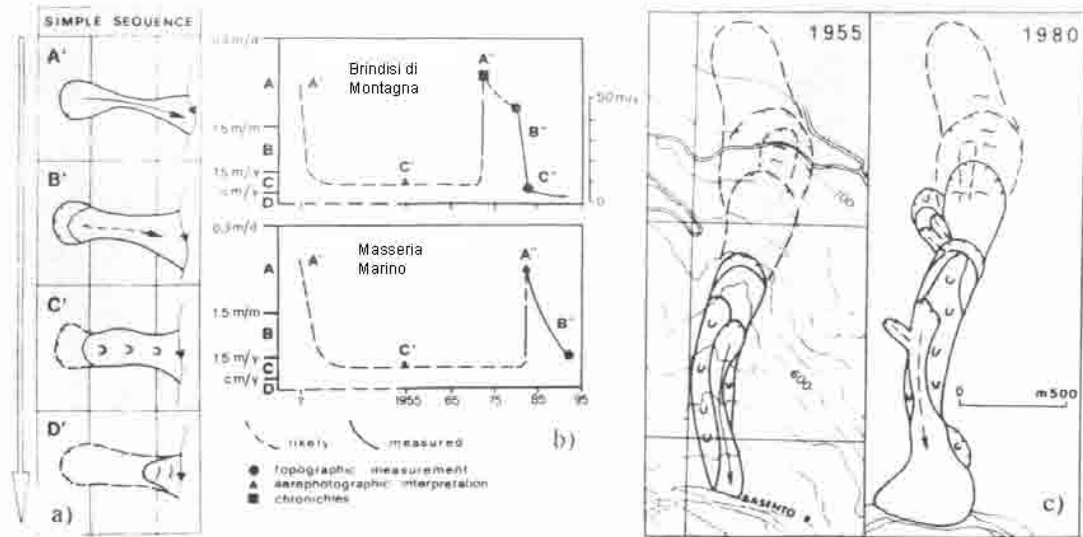 SIMPLE SEQUENCE
A'
B'
C'
D'
a)
0.3 m/d
A
1.5 m/m
B
1.5 m/y
C
cm/y
D
Brindisi di
Montagna
A'
C'
A"
B"
C"
50 m/
0
0.3 m/d
A
1.5 m/m
B
1.5 m/y
C
cm/y
D
Masseria
Marino
A'
C'
A"
B"
? 1955 65 75 85 95
likely measured
b)
topographic measurement
aerephotographic interpretation
chronichles
1955
700
600
BASENTO R.
1980
0 m500
c)